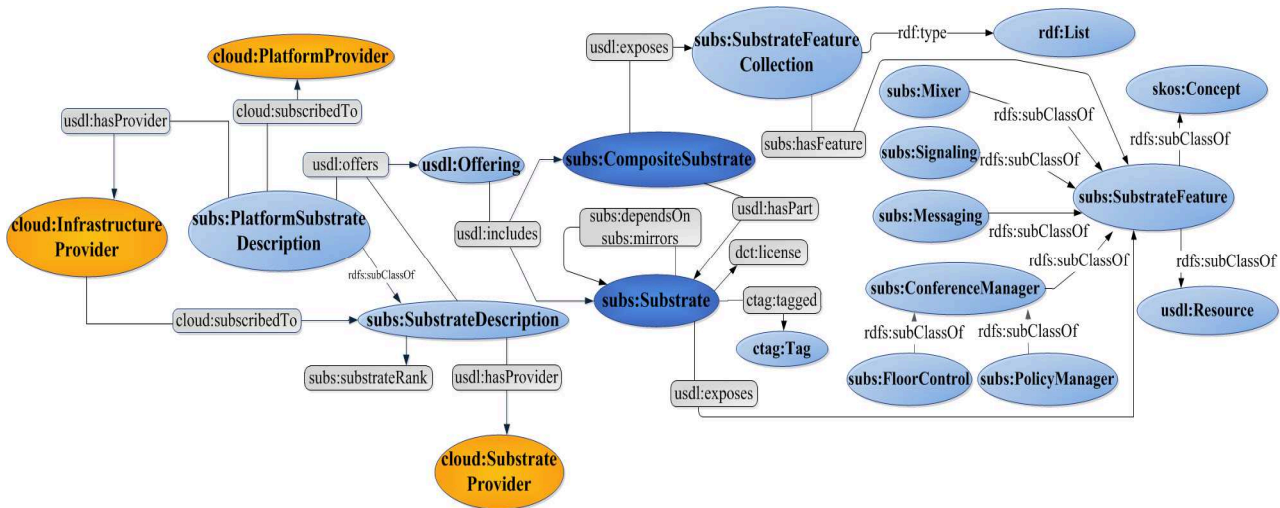 cloud:PlatformProvider
usdl:hasProvider
cloud:subscribedTo
usdl:offers
usdl:Offering
cloud:Infrastructure
Provider
subs:PlatformSubstrate
Description
rdfs:subClassOf
usdl:includes
cloud:subscribedTo
subs:SubstrateDescription
subs:substrateRank
usdl:hasProvider
cloud:Substrate
Provider
usdl:exposes
subs:SubstrateFeature
Collection
rdf:type
rdf:List
subs:CompositeSubstrate
subs:hasFeature
usdl:hasPart
subs:dependsOn
subs:mirrors
dct:license
subs:Substrate
ctag:tagged
ctag:Tag
usdl:exposes
subs:Mixer
rdfs:subClassOf
skos:Concept
rdfs:subClassOf
subs:Signaling
rdfs:subClassOf
subs:SubstrateFeature
subs:Messaging
rdfs:subClassOf
rdfs:subClassOf
rdfs:subClassOf
subs:ConferenceManager
usdl:Resource
rdfs:subClassOf
rdfs:subClassOf
subs:FloorControl
subs:PolicyManager